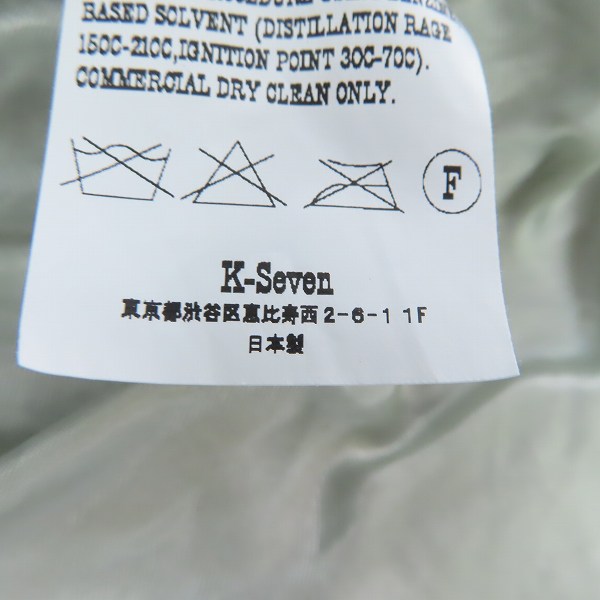 BASED SOLVENT (DISTILLATION RAGE
150C-210C,IGNITION POINT 30C-70C).
COMMERCIAL DRY CLEAN ONLY.
F
K-Seven
東京都渋谷区恵比寿西2-6-1 1F
日本製